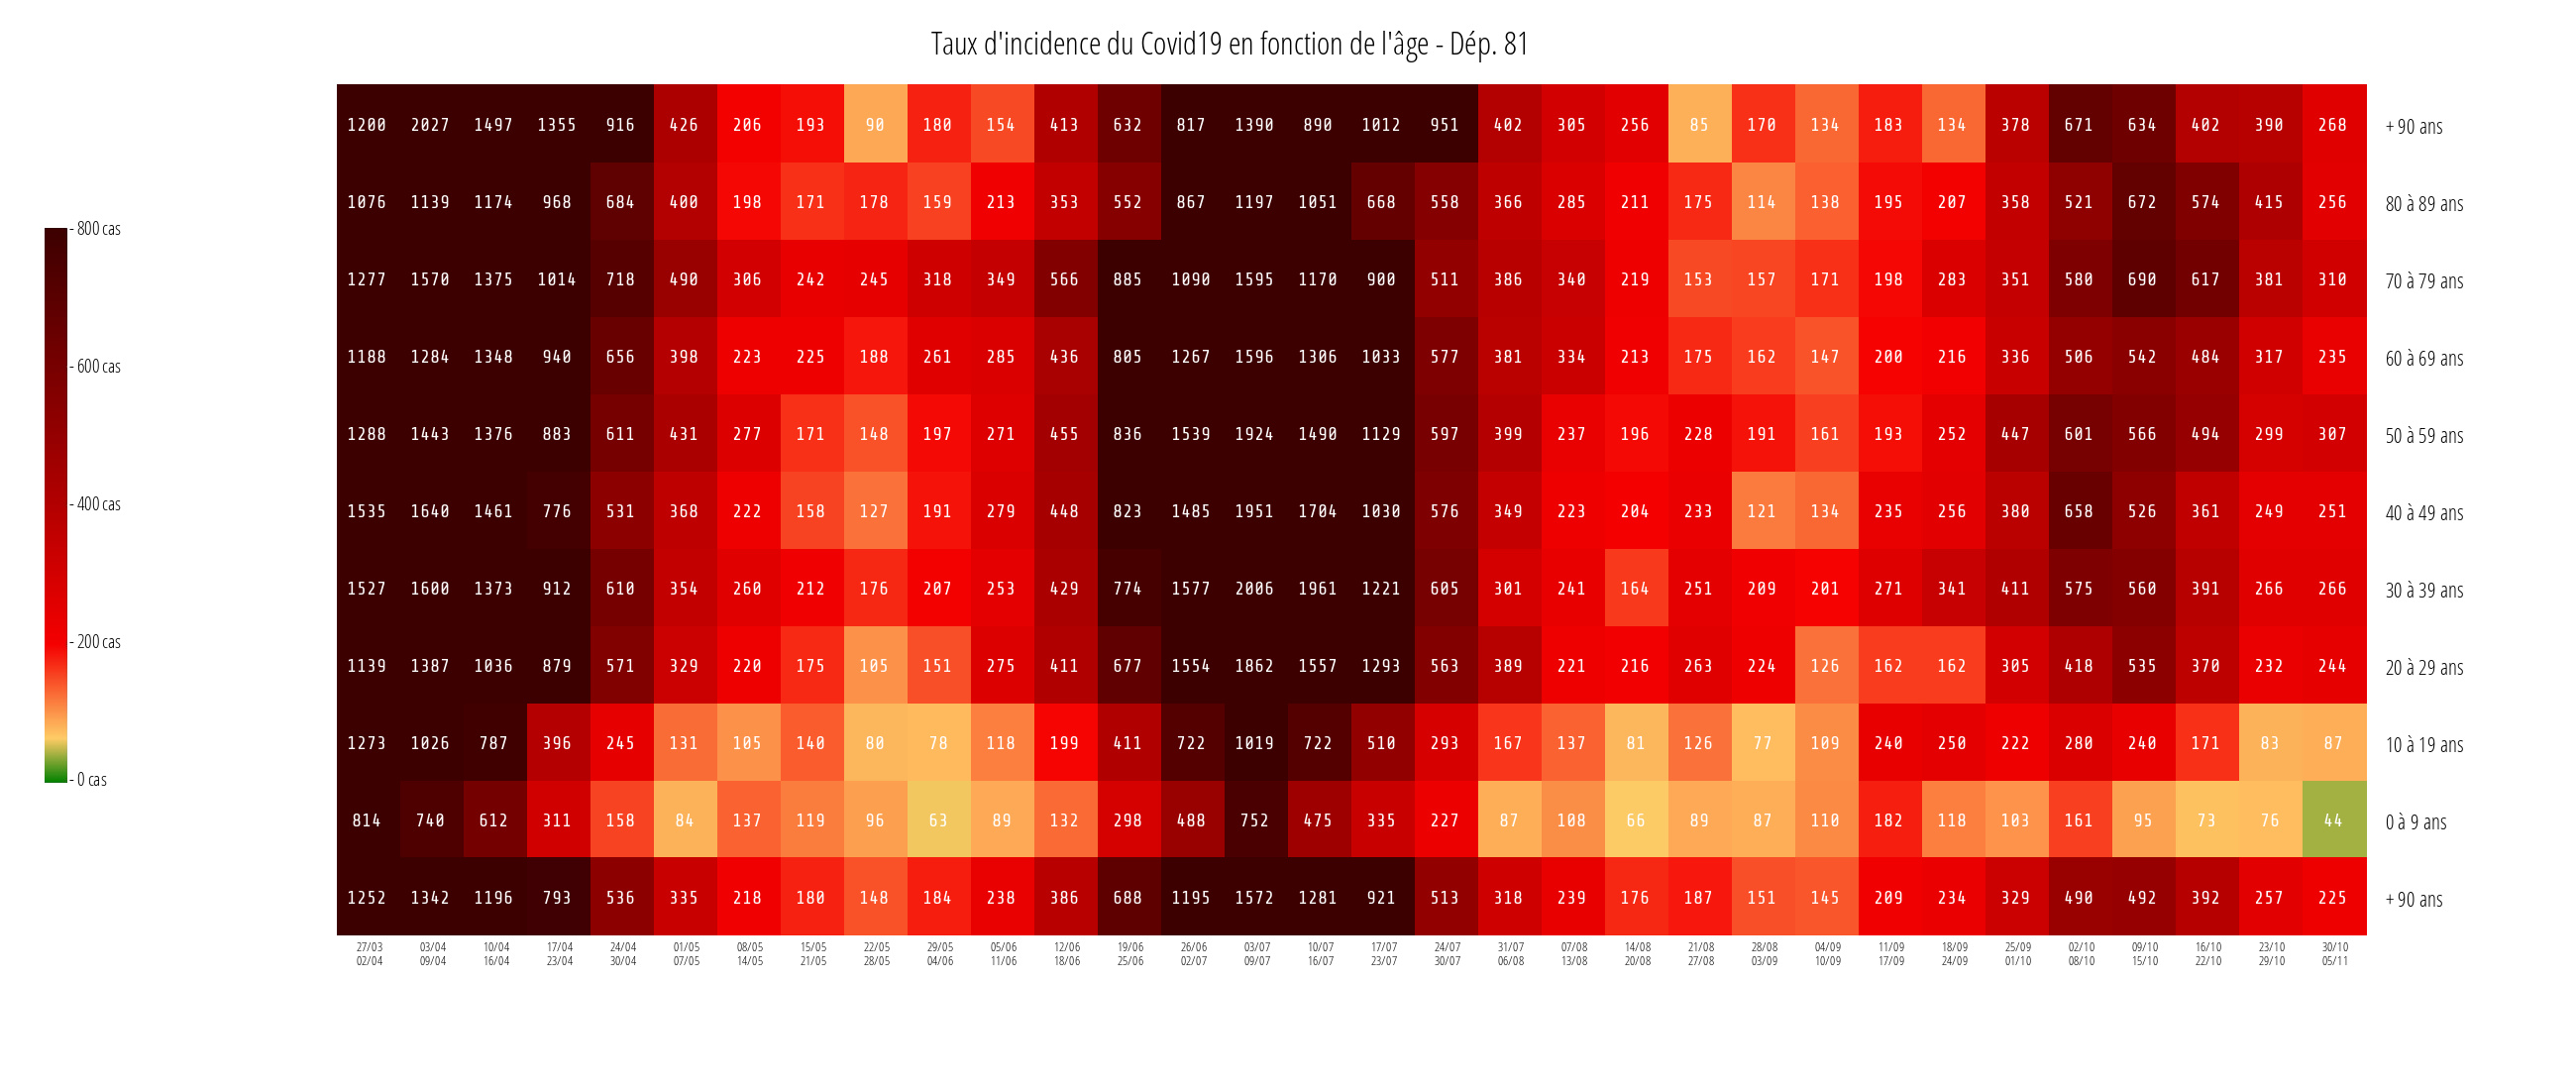 Taux d'incidence du Covid19 en fonction de l'âge - Dép. 81
- 800 cas
- 600 cas
- 400 cas
- 200 cas
- 0 cas
1200 2027 1497 1355 916 426 206 193 90 180 154 413 632 817 1390 890 1012 951 402 305 256 85 170 134 183 134 378 671 634 402 390 268 + 90 ans
1076 1139 1174 968 684 400 198 171 178 159 213 353 552 867 1197 1051 668 558 366 285 211 175 114 138 195 207 358 521 672 574 415 256 80 à 89 ans
1277 1570 1375 1014 718 490 306 242 245 318 349 566 885 1090 1595 1170 900 511 386 340 219 153 157 171 198 283 351 580 690 617 381 310 70 à 79 ans
1188 1284 1348 940 656 398 223 225 188 261 285 436 805 1267 1596 1306 1033 577 381 334 213 175 162 147 200 216 336 506 542 484 317 235 60 à 69 ans
1288 1443 1376 883 611 431 277 171 148 197 271 455 836 1539 1924 1490 1129 597 399 237 196 228 191 161 193 252 447 601 566 494 299 307 50 à 59 ans
1535 1640 1461 776 531 368 222 158 127 191 279 448 823 1485 1951 1704 1030 576 349 223 204 233 121 134 235 256 380 658 526 361 249 251 40 à 49 ans
1527 1600 1373 912 610 354 260 212 176 207 253 429 774 1577 2006 1961 1221 605 301 241 164 251 209 201 271 341 411 575 560 391 266 266 30 à 39 ans
1139 1387 1036 879 571 329 220 175 105 151 275 411 677 1554 1862 1557 1293 563 389 221 216 263 224 126 162 162 305 418 535 370 232 244 20 à 29 ans
1273 1026 787 396 245 131 105 140 80 78 118 199 411 722 1019 722 510 293 167 137 81 126 77 109 240 250 222 280 240 171 83 87 10 à 19 ans
814 740 612 311 158 84 137 119 96 63 89 132 298 488 752 475 335 227 87 108 66 89 87 110 182 118 103 161 95 73 76 44 0 à 9 ans
1252 1342 1196 793 536 335 218 180 148 184 238 386 688 1195 1572 1281 921 513 318 239 176 187 151 145 209 234 329 490 492 392 257 225 + 90 ans
27/03 03/04 10/04 17/04 24/04 01/05 08/05 15/05 22/05 29/05 05/06 12/06 19/06 26/06 03/07 10/07 17/07 24/07 31/07 07/08 14/08 21/08 28/08 04/09 11/09 18/09 25/09 02/10 09/10 16/10 23/10 30/10
02/04 09/04 16/04 23/04 30/04 07/05 14/05 21/05 28/05 04/06 11/06 18/06 25/06 02/07 09/07 16/07 23/07 30/07 06/08 13/08 20/08 27/08 03/09 10/09 17/09 24/09 01/10 08/10 15/10 22/10 29/10 05/11